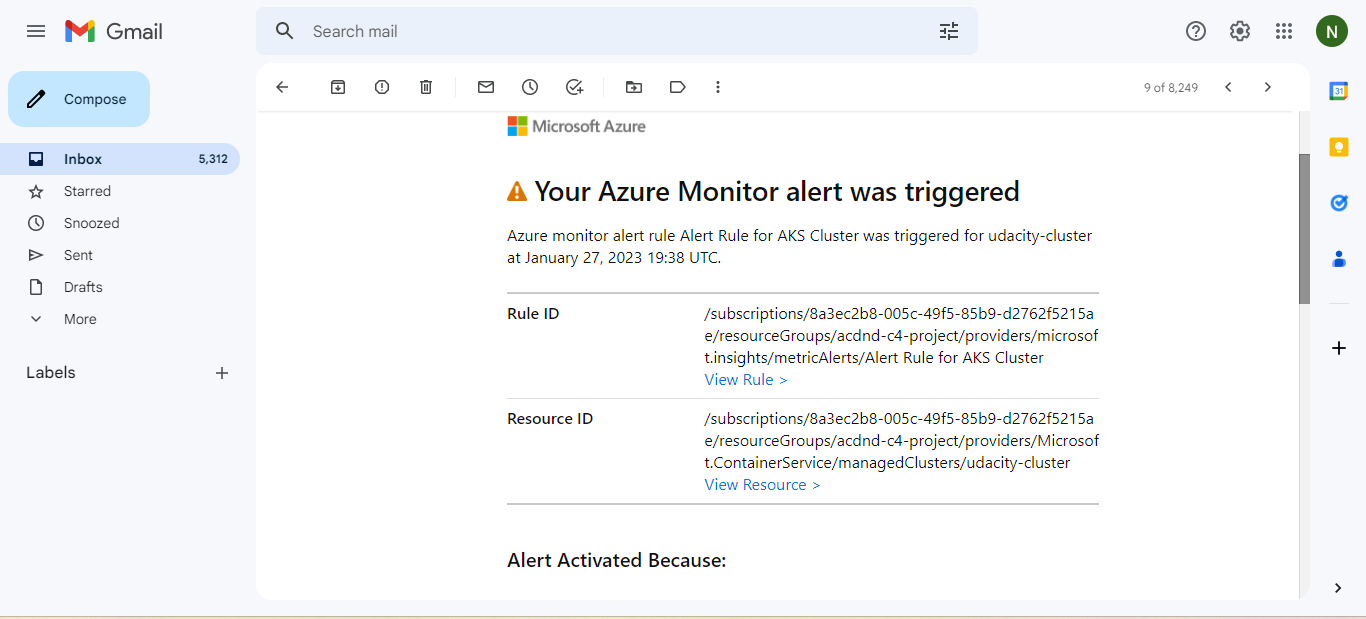 Gmail
Search mail
N
Compose
9 of 8,249
31
Inbox 5,312
Starred
Snoozed
Sent
Drafts
More
Labels
Microsoft Azure
Your Azure Monitor alert was triggered
Azure monitor alert rule Alert Rule for AKS Cluster was triggered for udacity-cluster
at January 27, 2023 19:38 UTC.
Rule ID
/subscriptions/8a3ec2b8-005c-49f5-85b9-d2762f5215a
e/resourceGroups/acdnd-c4-project/providers/microsof
t.insights/metricAlerts/Alert Rule for AKS Cluster
View Rule >
Resource ID
/subscriptions/8a3ec2b8-005c-49f5-85b9-d2762f5215a
e/resourceGroups/acdnd-c4-project/providers/Microsof
t.ContainerService/managedClusters/udacity-cluster
View Resource >
Alert Activated Because: